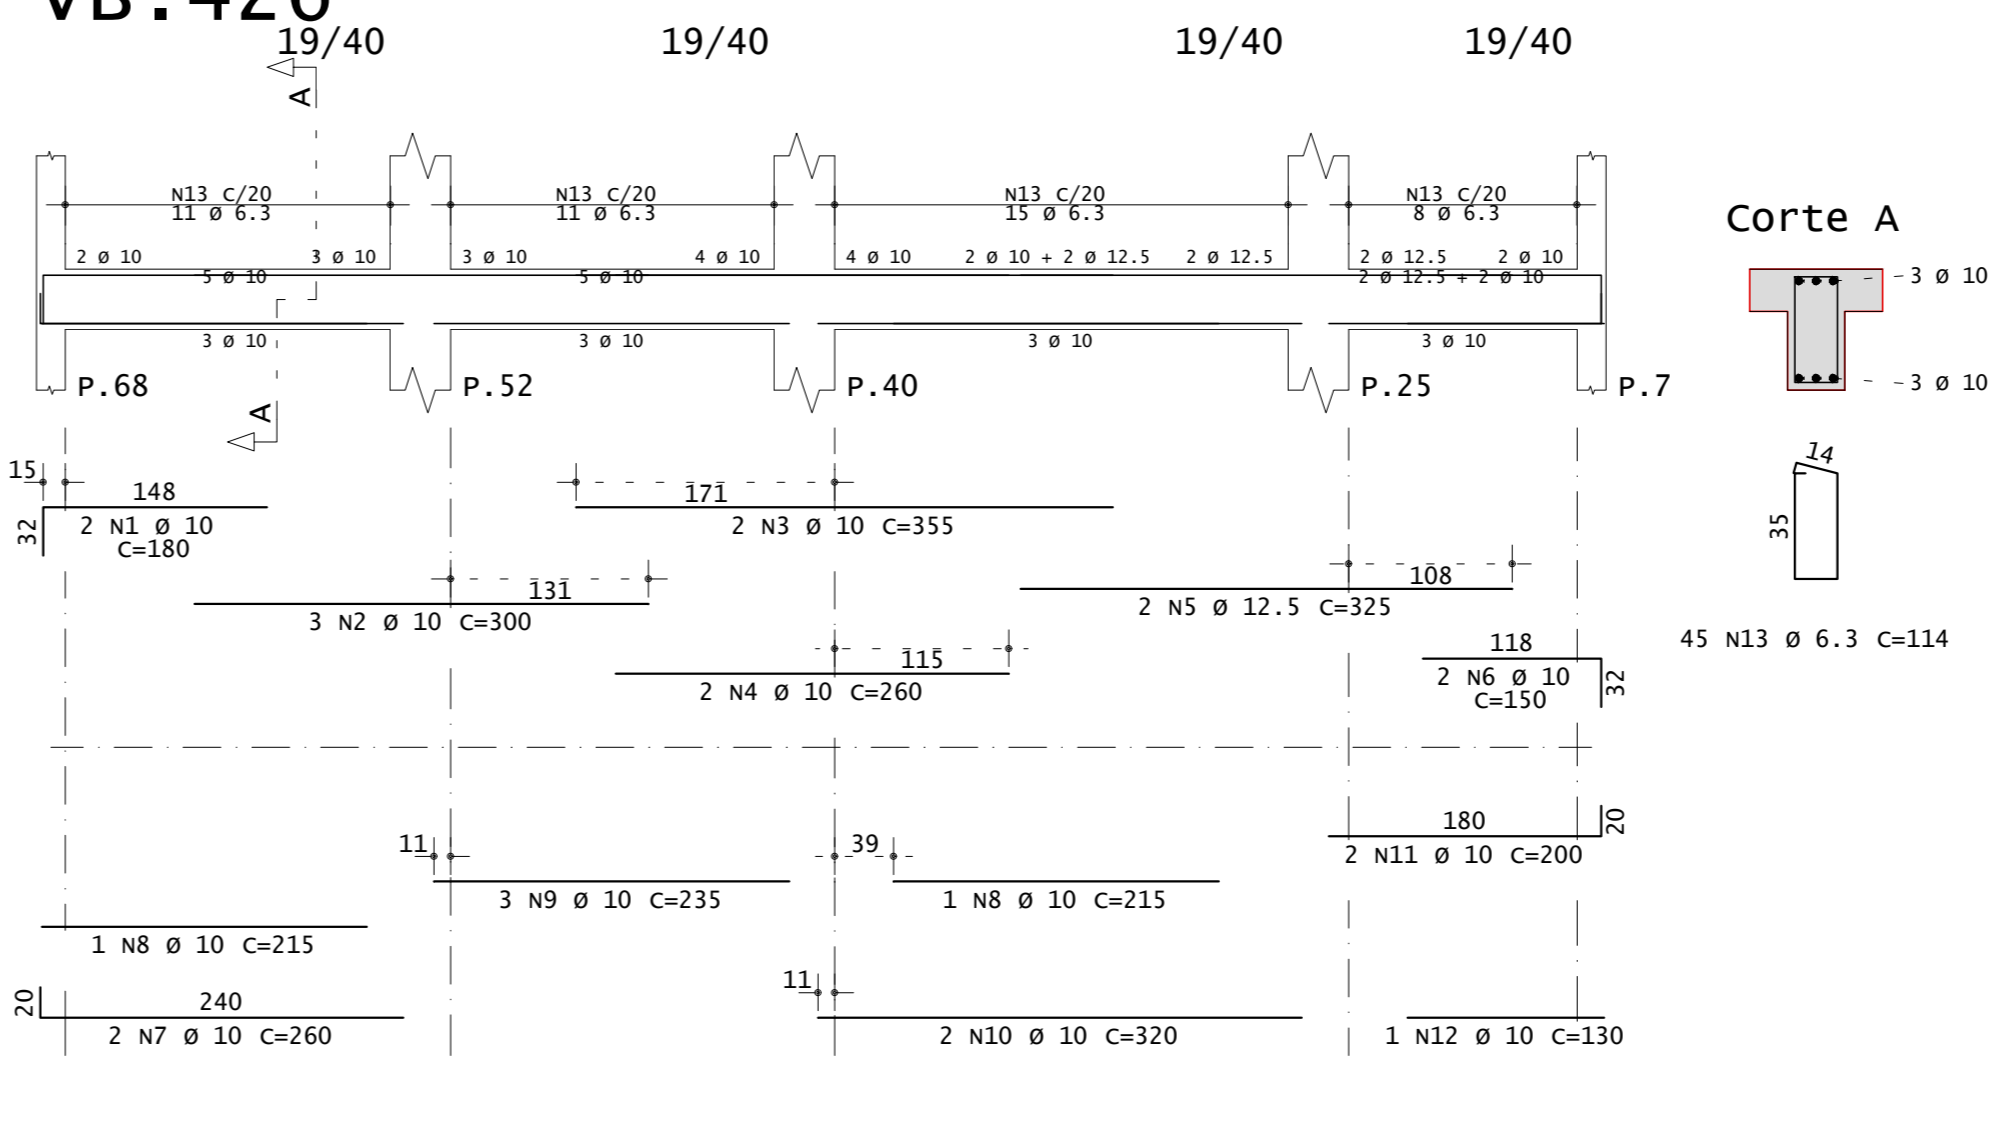 19/40 19/40 19/40 19/40
A
N13 C/20 N13 C/20 N13 C/20 N13 C/20
11 Ø 6.3 11 Ø 6.3 15 Ø 6.3 8 Ø 6.3
Corte A
2 Ø 10 3 Ø 10 3 Ø 10 4 Ø 10 4 Ø 10 2 Ø 10 + 2 Ø 12.5 2 Ø 12.5 2 Ø 12.5 2 Ø 10
5 Ø 10 5 Ø 10 2 Ø 12.5 + 2 Ø 10
3 Ø 10
3 Ø 10 3 Ø 10 3 Ø 10 3 Ø 10
3 Ø 10
P.68 P.52 P.40 P.25 P.7
A
14
35
45 N13 Ø 6.3 C=114
15
148
32
2 N1 Ø 10
C=180
171
2 N3 Ø 10 C=355
131
3 N2 Ø 10 C=300
108
2 N5 Ø 12.5 C=325
115
2 N4 Ø 10 C=260
118
2 N6 Ø 10
C=150
32
180
20
2 N11 Ø 10 C=200
11
3 N9 Ø 10 C=235
39
1 N8 Ø 10 C=215
1 N8 Ø 10 C=215
20
240
2 N7 Ø 10 C=260
11
2 N10 Ø 10 C=320
1 N12 Ø 10 C=130